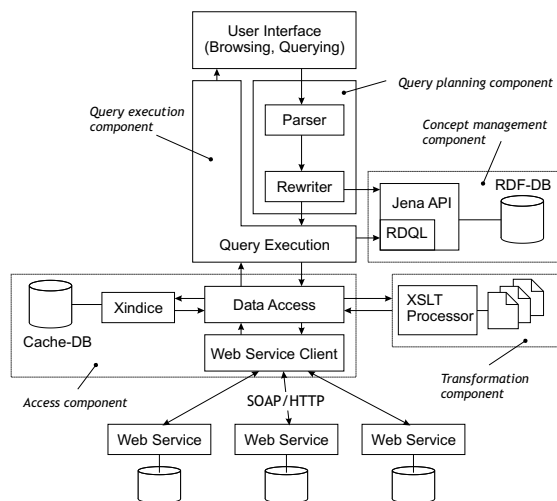 User Interface
(Browsing, Querying)
Query planning component
Query execution
component
Parser
Concept management
component
Rewriter
RDF-DB
Jena API
RDQL
Query Execution
Xindice
Data Access
XSLT
Processor
Cache-DB
Web Service Client
Access component
Transformation
component
SOAP/HTTP
Web Service
Web Service
Web Service